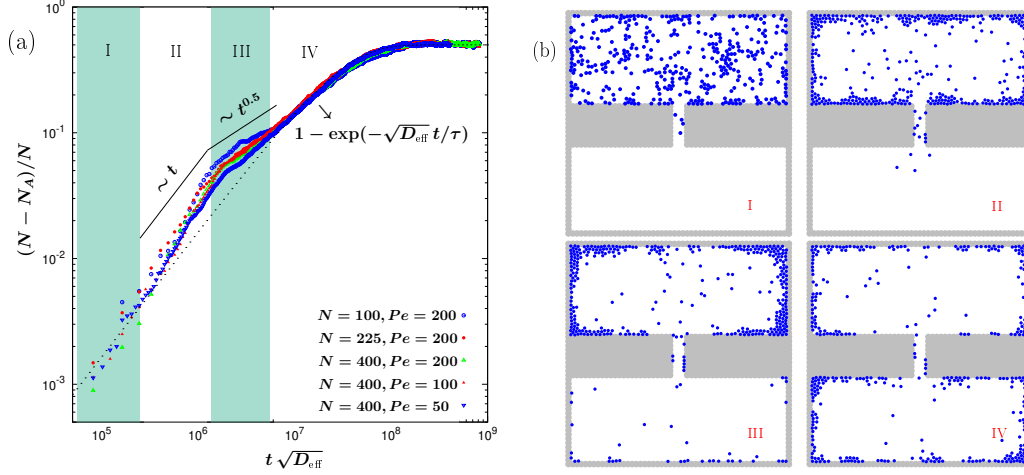 (a)
I II III IV
10^0
10^-1
10^-2
10^-3
(N − N_A)/N
~ t
~ t^0.5
1 − exp(−√D_eff t/τ)
N = 100, Pe = 200
N = 225, Pe = 200
N = 400, Pe = 200
N = 400, Pe = 100
N = 400, Pe = 50
10^5 10^6 10^7 10^8 10^9
t √D_eff
(b)
I
II
III
IV